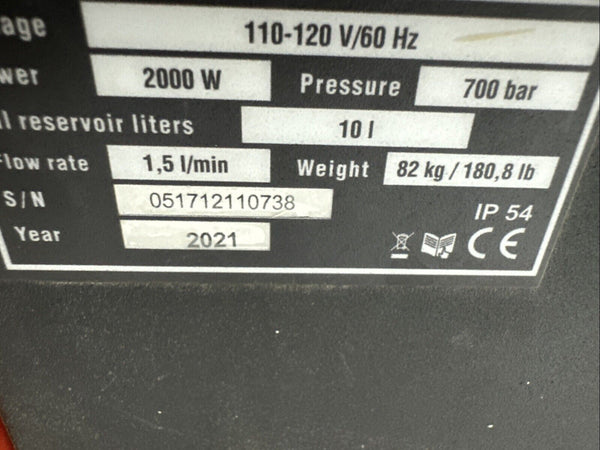 age 110-120 V/60 Hz
wer 2000 W Pressure 700 bar
l reservoir liters 10 l
low rate 1,5 l/min Weight 82 kg / 180,8 lb
S/N 051712110738
IP 54
Year 2021
CE